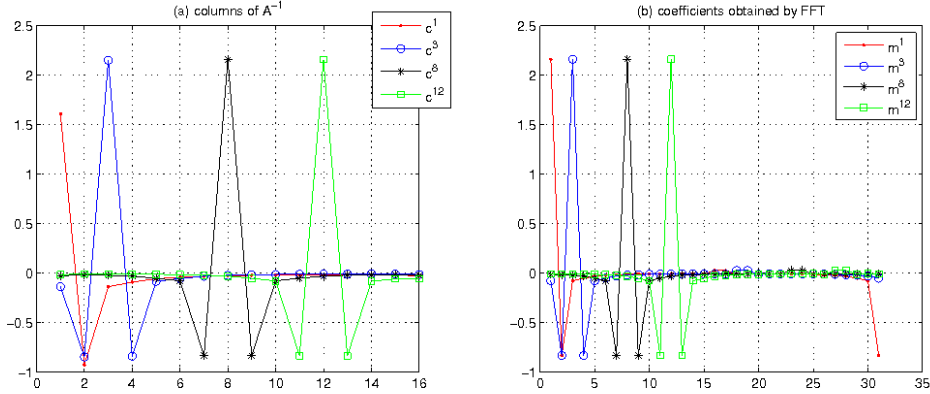 (a) columns of A⁻¹
2.5
2
1.5
1
0.5
0
−0.5
−1
0 2 4 6 8 10 12 14 16
c¹
c³
c⁸
c¹²
(b) coefficients obtained by FFT
2.5
2
1.5
1
0.5
0
−0.5
−1
0 5 10 15 20 25 30 35
m¹
m³
m⁸
m¹²